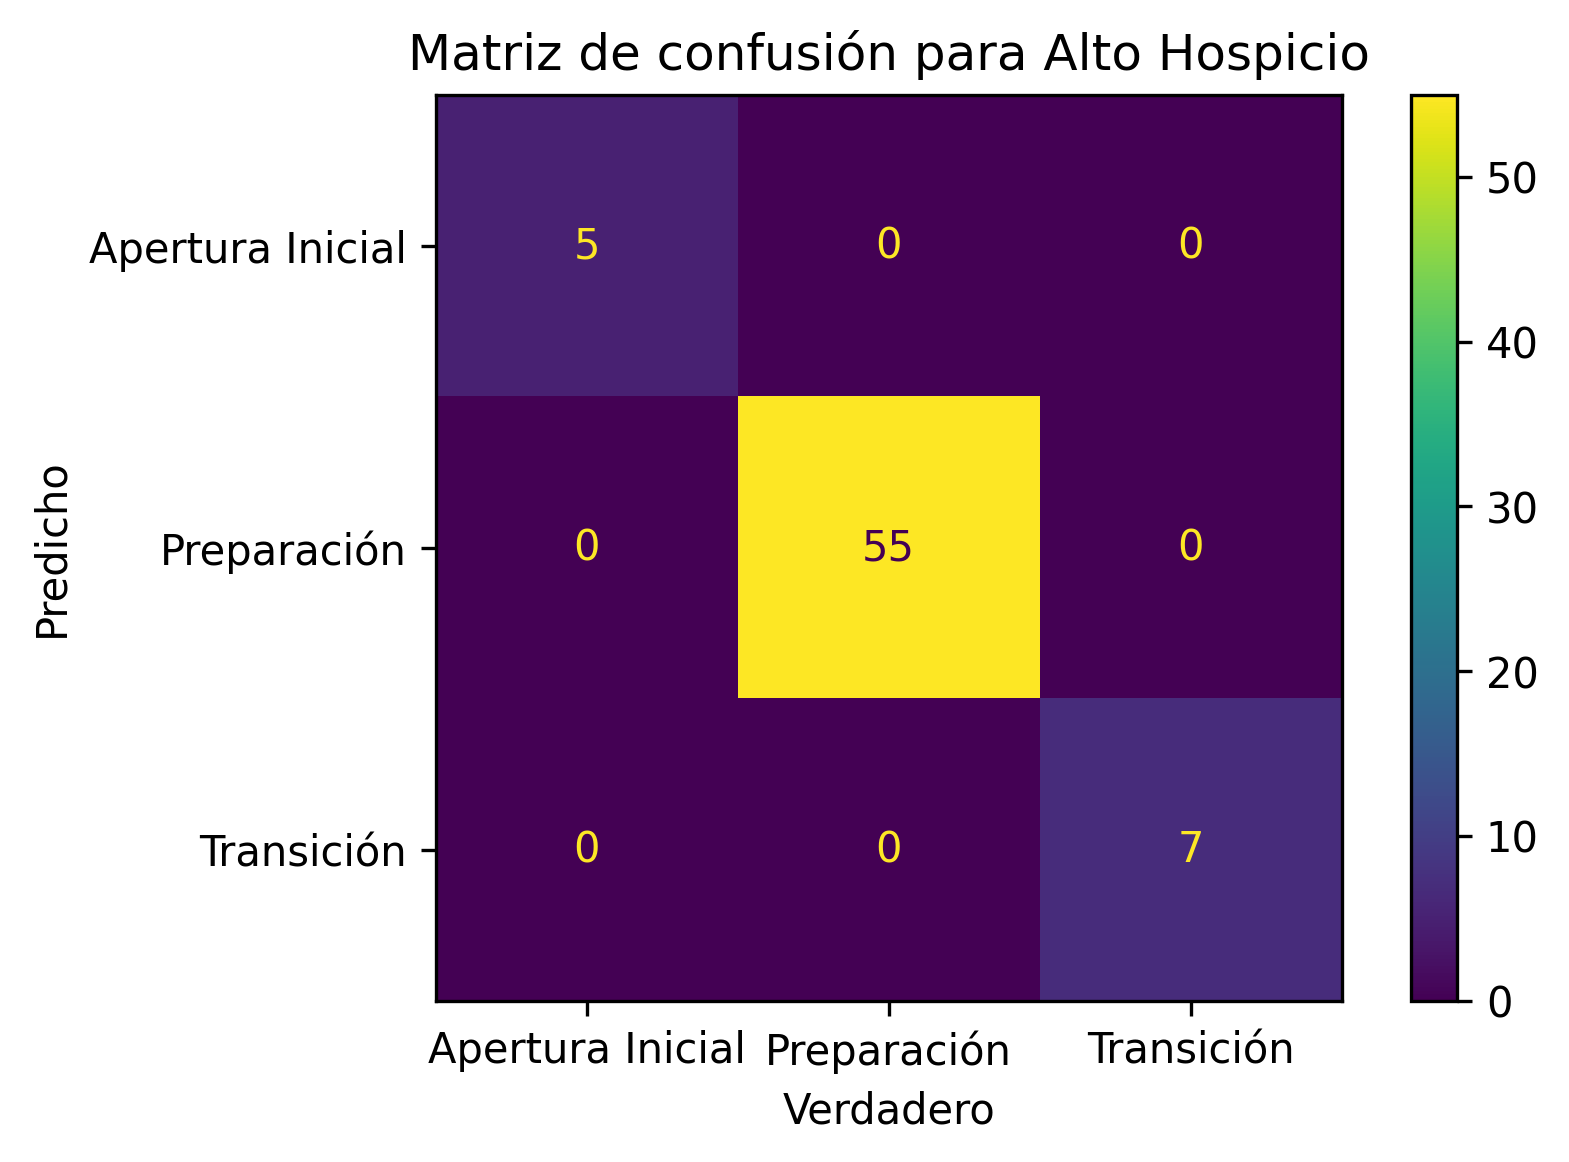 Matriz de confusión para Alto Hospicio
Predicho
Apertura Inicial 5 0 0
Preparación 0 55 0
Transición 0 0 7
Apertura Inicial Preparación Transición
Verdadero
50
40
30
20
10
0